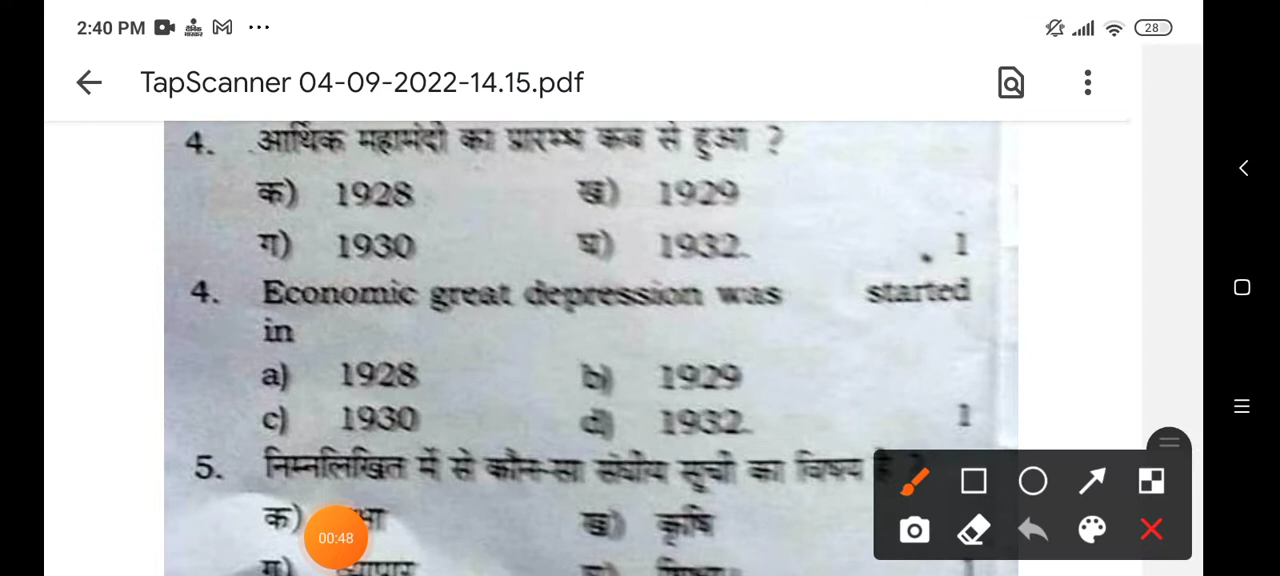 2:40 PM ...
28
TapScanner 04-09-2022-14.15.pdf
4. आर्थिक महामंदी का प्रारम्भ कब से हुआ ?
क) 1928 ख) 1929
ग) 1930 घ) 1932. 1
4. Economic great depression was started
in
a) 1928 b) 1929
c) 1930 d) 1932. 1
5. निम्नलिखित में से कौन-सा संघीय सूची का विषय है ?
क) ख) कृषि
ग) व्यापार
00:48